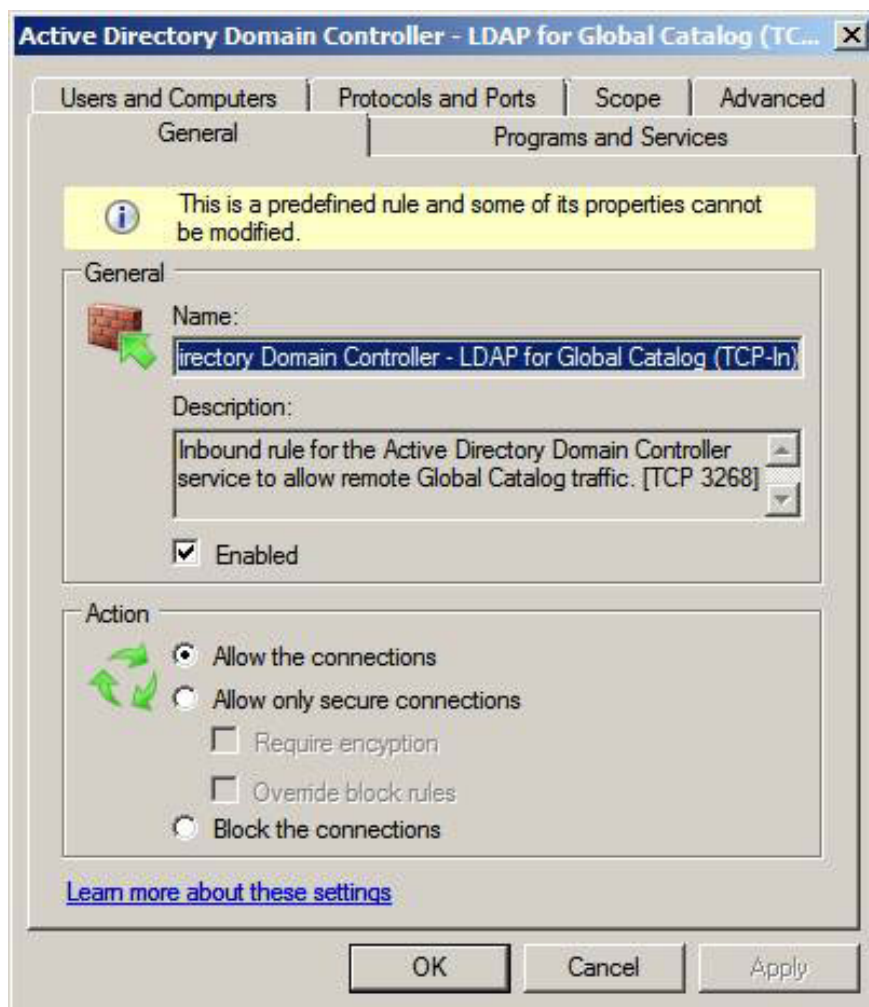 Active Directory Domain Controller - LDAP for Global Catalog (TC...
Users and Computers
Protocols and Ports
Scope
Advanced
General
Programs and Services
This is a predefined rule and some of its properties cannot
be modified.
General
Name:
irectory Domain Controller - LDAP for Global Catalog (TCP-In)
Description:
Inbound rule for the Active Directory Domain Controller
service to allow remote Global Catalog traffic. [TCP 3268]
Enabled
Action
Allow the connections
Allow only secure connections
Require encyption
Override block rules
Block the connections
Learn more about these settings
OK
Cancel
Apply